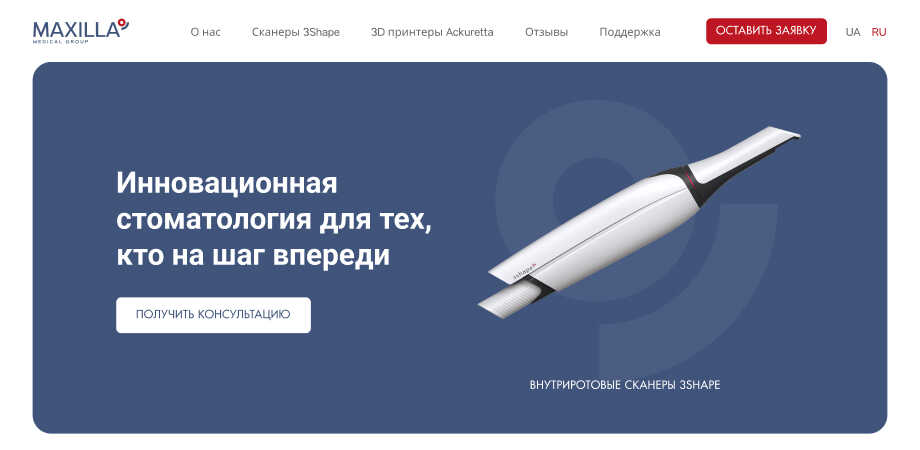 MAXILLA
MEDICAL GROUP
О нас
Сканеры 3Shape
3D принтеры Ackuretta
Отзывы
Поддержка
ОСТАВИТЬ ЗАЯВКУ
UA
RU
Инновационная
стоматология для тех,
кто на шаг впереди
ПОЛУЧИТЬ КОНСУЛЬТАЦИЮ
3shape
ВНУТРИРОТОВЫЕ СКАНЕРЫ 3SHAPE